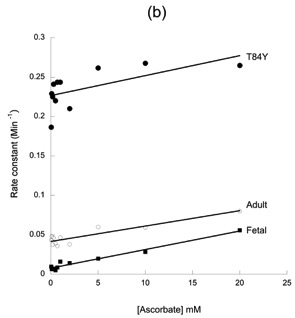 (b)
0.3
0.25
0.2
0.15
0.1
0.05
0
Rate constant (Min⁻¹)
T84Y
Adult
Fetal
0 5 10 15 20 25
[Ascorbate] mM